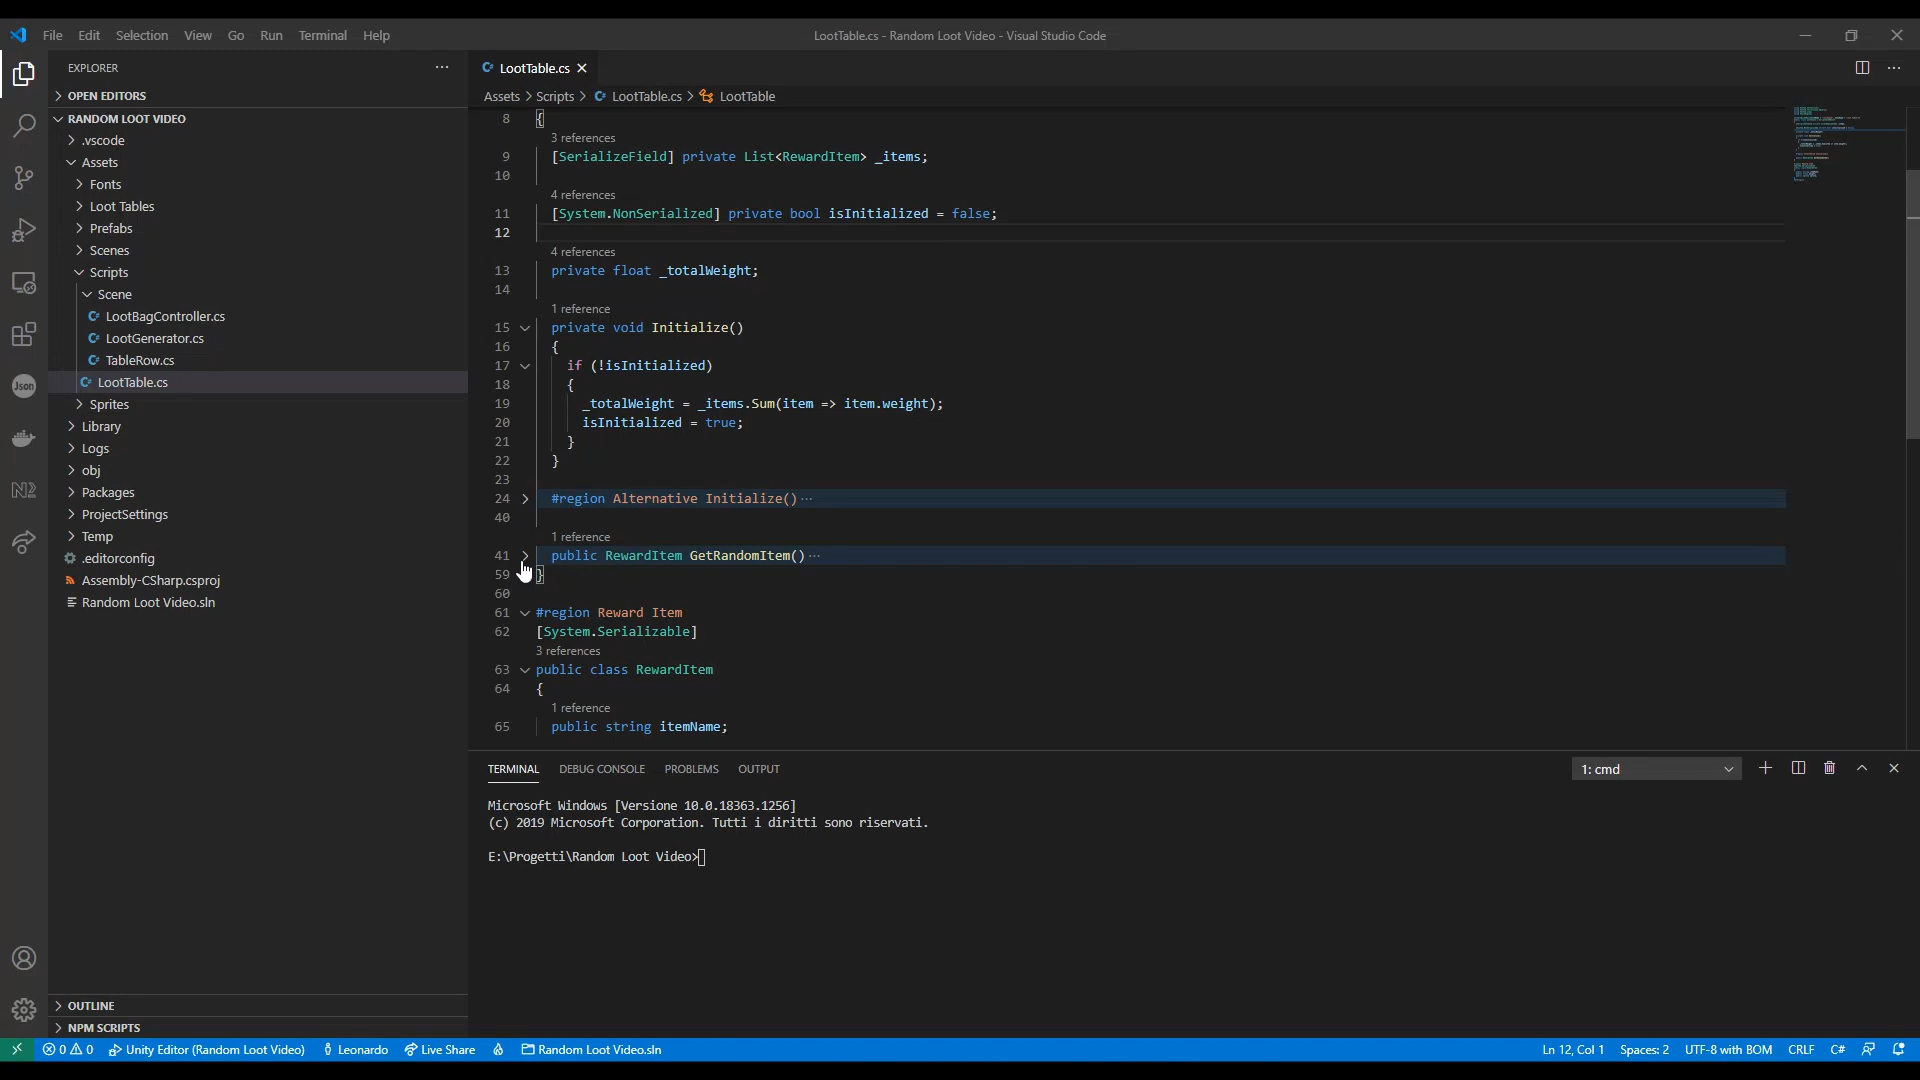 File Edit Selection View Go Run Terminal Help
LootTable.cs - Random Loot Video - Visual Studio Code
EXPLORER
OPEN EDITORS
RANDOM LOOT VIDEO
.vscode
Assets
Fonts
Loot Tables
Prefabs
Scenes
Scripts
Scene
LootBagController.cs
LootGenerator.cs
TableRow.cs
LootTable.cs
Sprites
Library
Logs
obj
Packages
ProjectSettings
Temp
.editorconfig
Assembly-CSharp.csproj
Random Loot Video.sln
OUTLINE
NPM SCRIPTS
Json
LootTable.cs
Assets > Scripts > LootTable.cs > LootTable
8 {
3 references
9 [SerializeField] private List<RewardItem> _items;
10
4 references
11 [System.NonSerialized] private bool isInitialized = false;
12
4 references
13 private float _totalWeight;
14
1 reference
15 private void Initialize()
16 {
17 if (!isInitialized)
18 {
19 _totalWeight = _items.Sum(item => item.weight);
20 isInitialized = true;
21 }
22 }
23
24 #region Alternative Initialize() ...
40
1 reference
41 public RewardItem GetRandomItem() ...
59 }
60
61 #region Reward Item
62 [System.Serializable]
3 references
63 public class RewardItem
64 {
1 reference
65 public string itemName;
TERMINAL DEBUG CONSOLE PROBLEMS OUTPUT
1: cmd
Microsoft Windows [Versione 10.0.18363.1256]
(c) 2019 Microsoft Corporation. Tutti i diritti sono riservati.
E:\Progetti\Random Loot Video>
0 0 Unity Editor (Random Loot Video) Leonardo Live Share Random Loot Video.sln
Ln 12, Col 1 Spaces: 2 UTF-8 with BOM CRLF C#